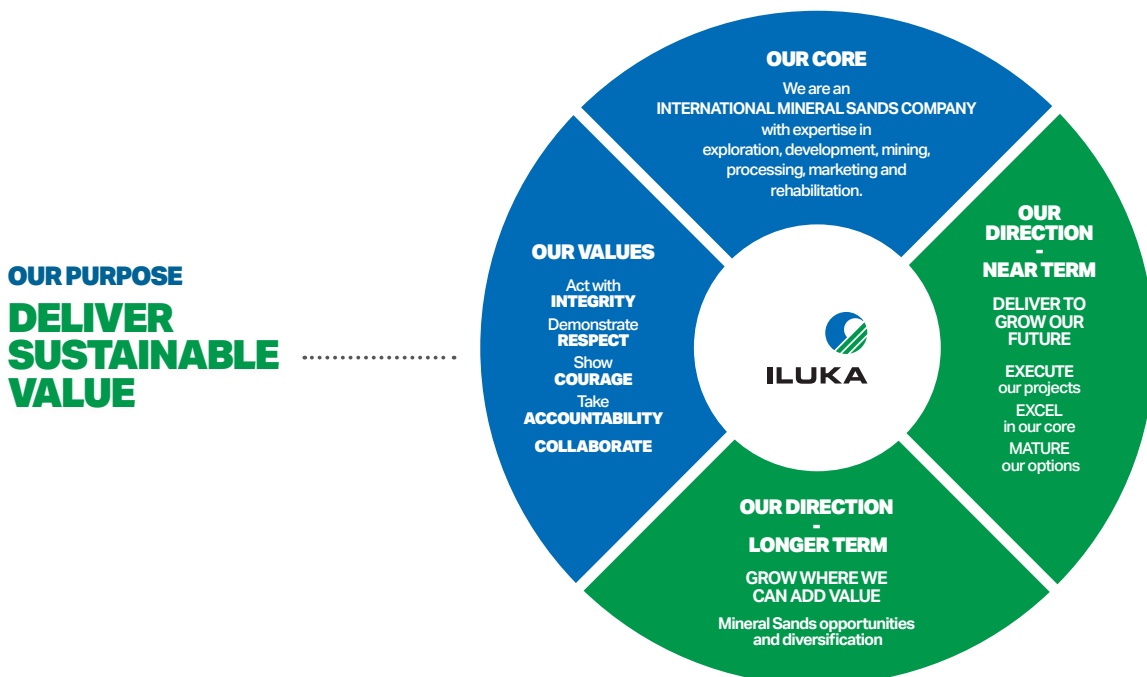 OUR PURPOSE
DELIVER
SUSTAINABLE
VALUE
OUR CORE
We are an
INTERNATIONAL MINERAL SANDS COMPANY
with expertise in
exploration, development, mining,
processing, marketing and
rehabilitation.
OUR VALUES
Act with
INTEGRITY
Demonstrate
RESPECT
Show
COURAGE
Take
ACCOUNTABILITY
COLLABORATE
ILUKA
OUR
DIRECTION
-
NEAR TERM
DELIVER TO
GROW OUR
FUTURE
EXECUTE
our projects
EXCEL
in our core
MATURE
our options
OUR DIRECTION
-
LONGER TERM
GROW WHERE WE
CAN ADD VALUE
Mineral Sands opportunities
and diversification